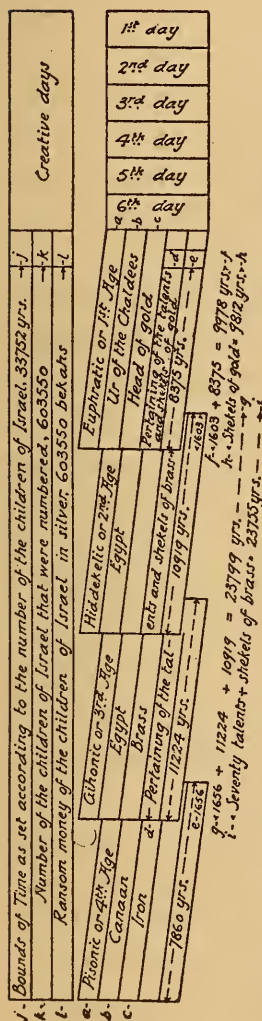 j- Bounds of Time as set according to the number of the children of Israel. 33752 yrs. → j
k- Number of the children of Israel that were numbered, 603550 → k
l- Ransom money of the children of Israel in silver, 603550 bekahs → l
Creative days
1st day
2nd day
3rd day
4th day
5th day
6th day
a- Pisonic or 4th Age
Gihonic or 3rd Age
Hiddekelic or 2nd Age
Euphratic or 1st Age -a
b- Canaan
Egypt
Egypt
Ur of the Chaldees -b
c- Iron
Brass
Head of gold -c
d- Pertaining of the tal-
ents and shekels of brass
Pertaining of the talents
and shekels of gold -d
7860 yrs.
11224 yrs.
10919 yrs.
8375 yrs. -e
e-1656
1603
f-1603 + 8375 = 9978 yrs.-f
h- Shekels of gold = 9812 yrs.-h
g-1656 + 11224 + 10919 = 23799 yrs. → g
i- Seventy talents + shekels of brass = 23735 yrs. → i